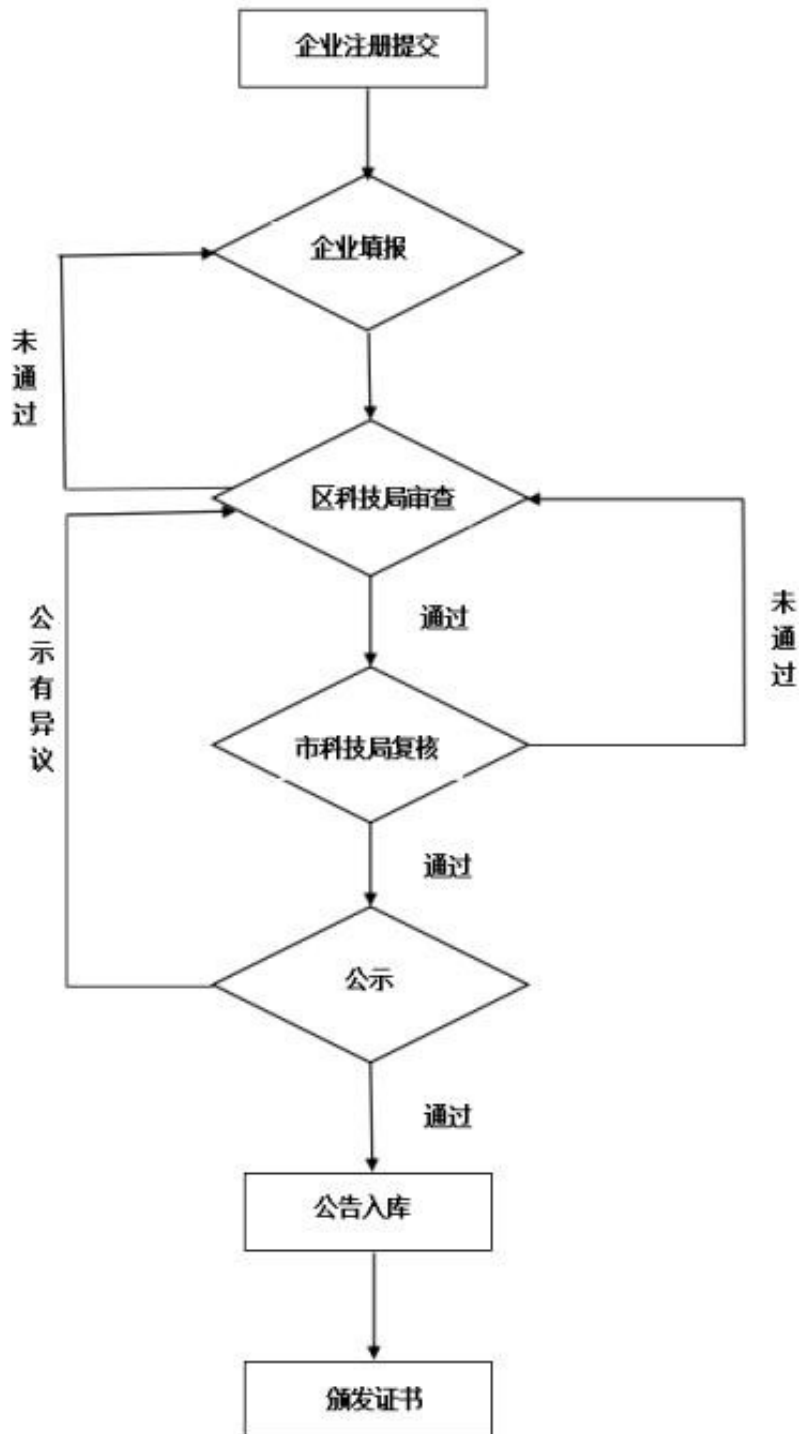 企业注册提交
企业填报
未通过
区科技局审查
通过
公示有异议
未通过
市科技局复核
通过
公示
通过
公告入库
颁发证书